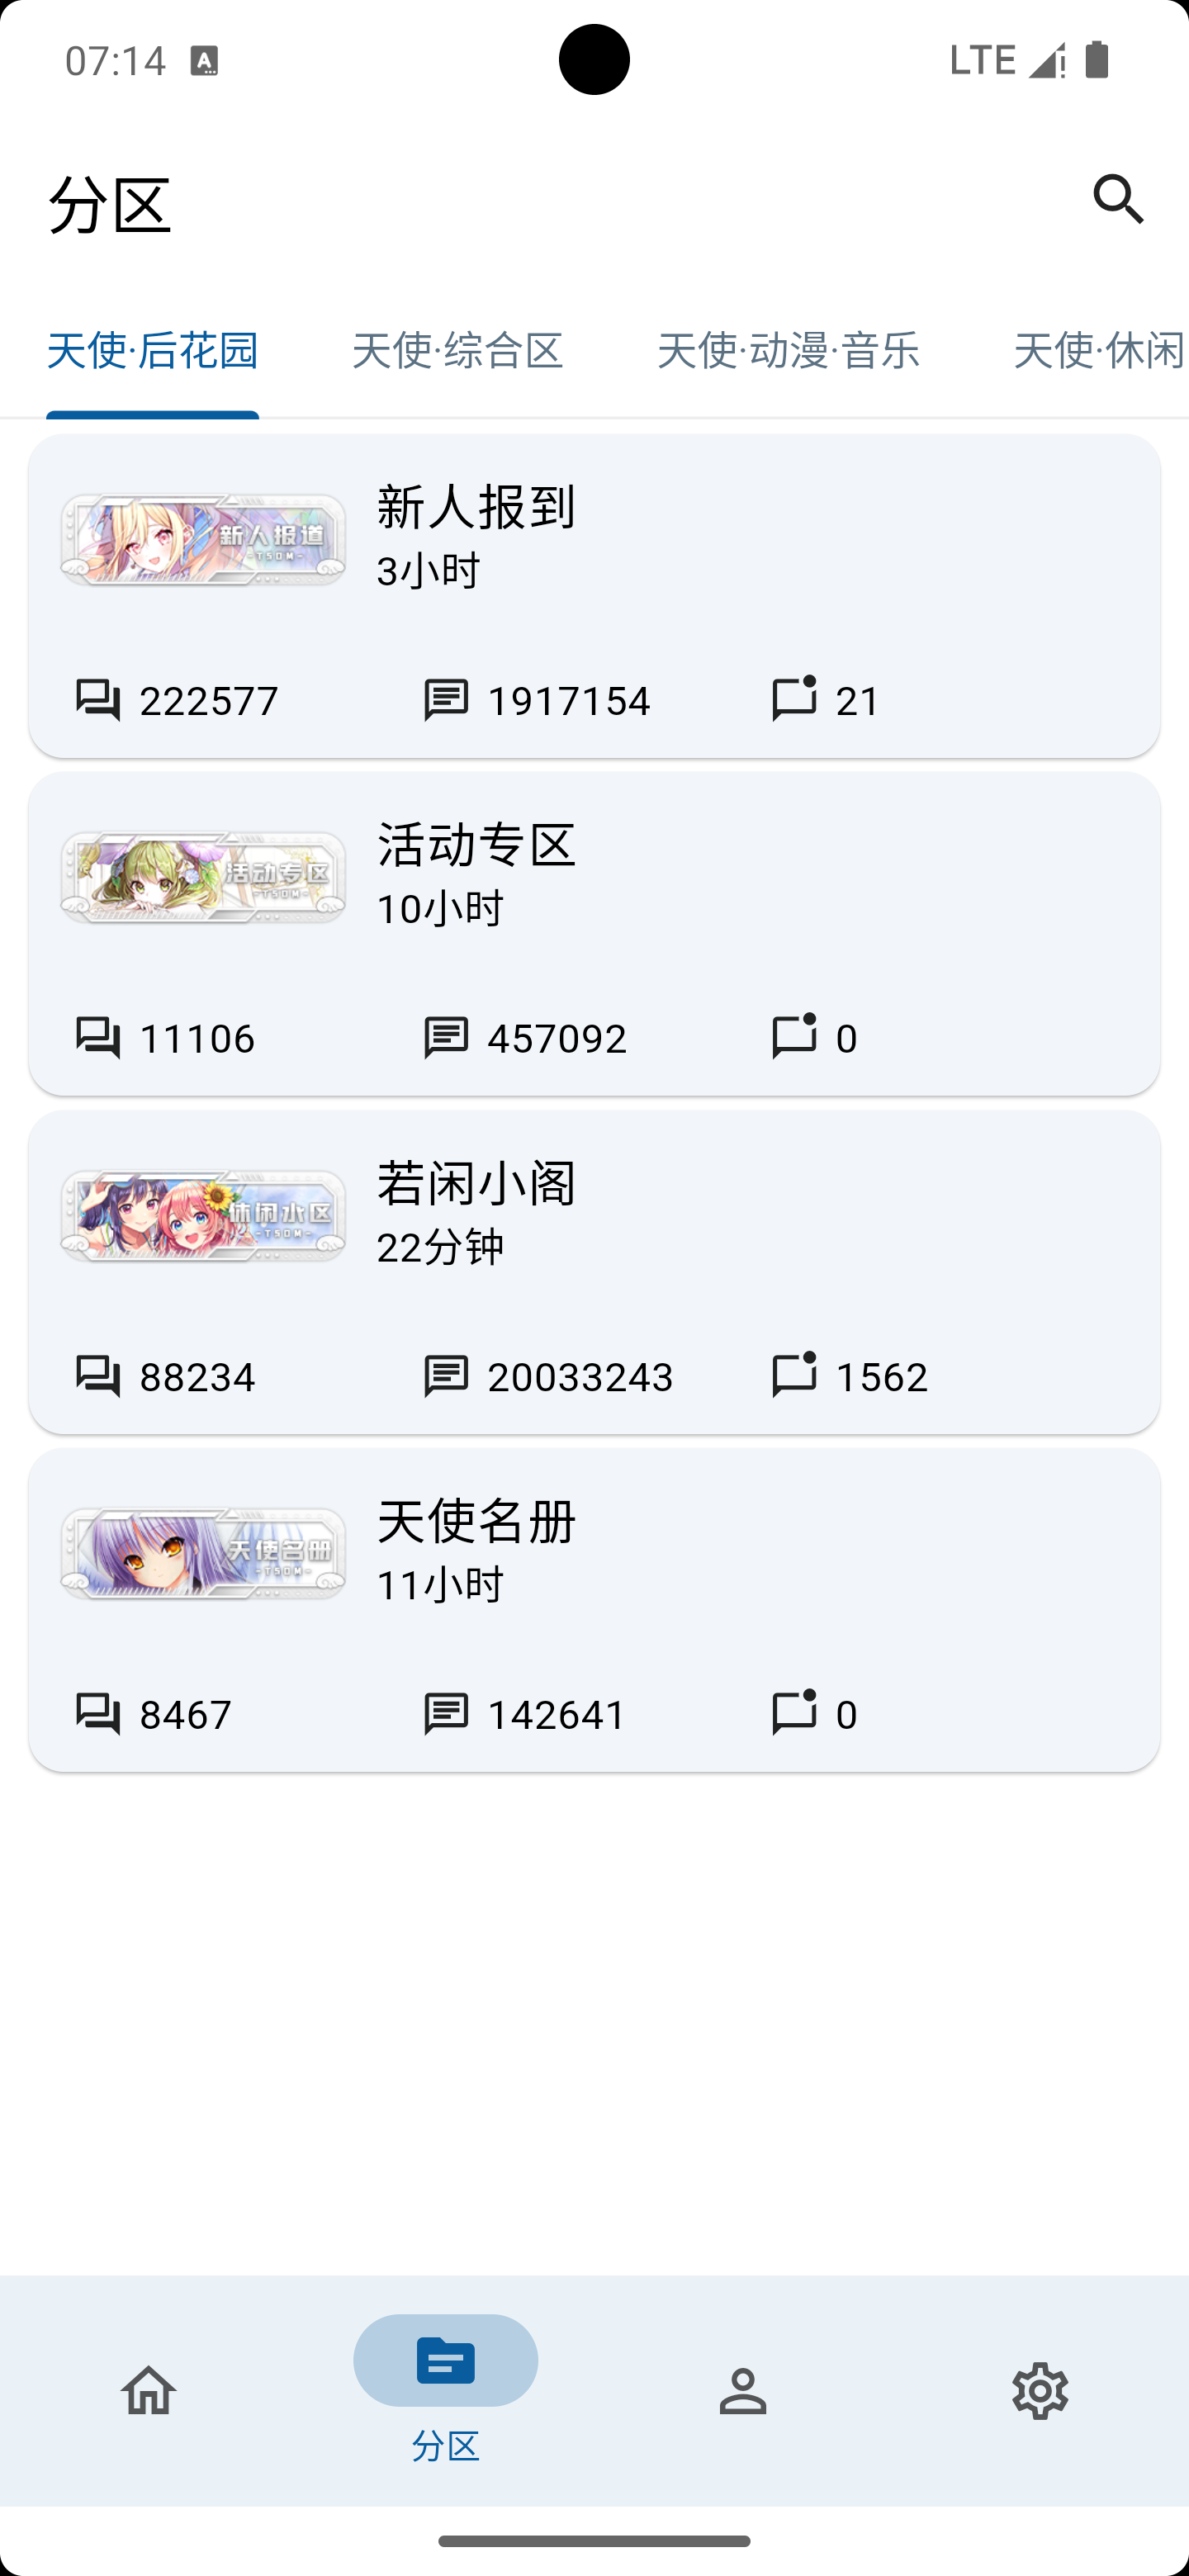 07:14
LTE
分区
天使·后花园 天使·综合区 天使·动漫·音乐 天使·休闲
新人报道
-TSDM-
新人报到
3小时
222577 1917154 21
活动专区
-TSDM-
活动专区
10小时
11106 457092 0
休闲水区
-TSDM-
若闲小阁
22分钟
88234 20033243 1562
天使名册
-TSDM-
天使名册
11小时
8467 142641 0
分区